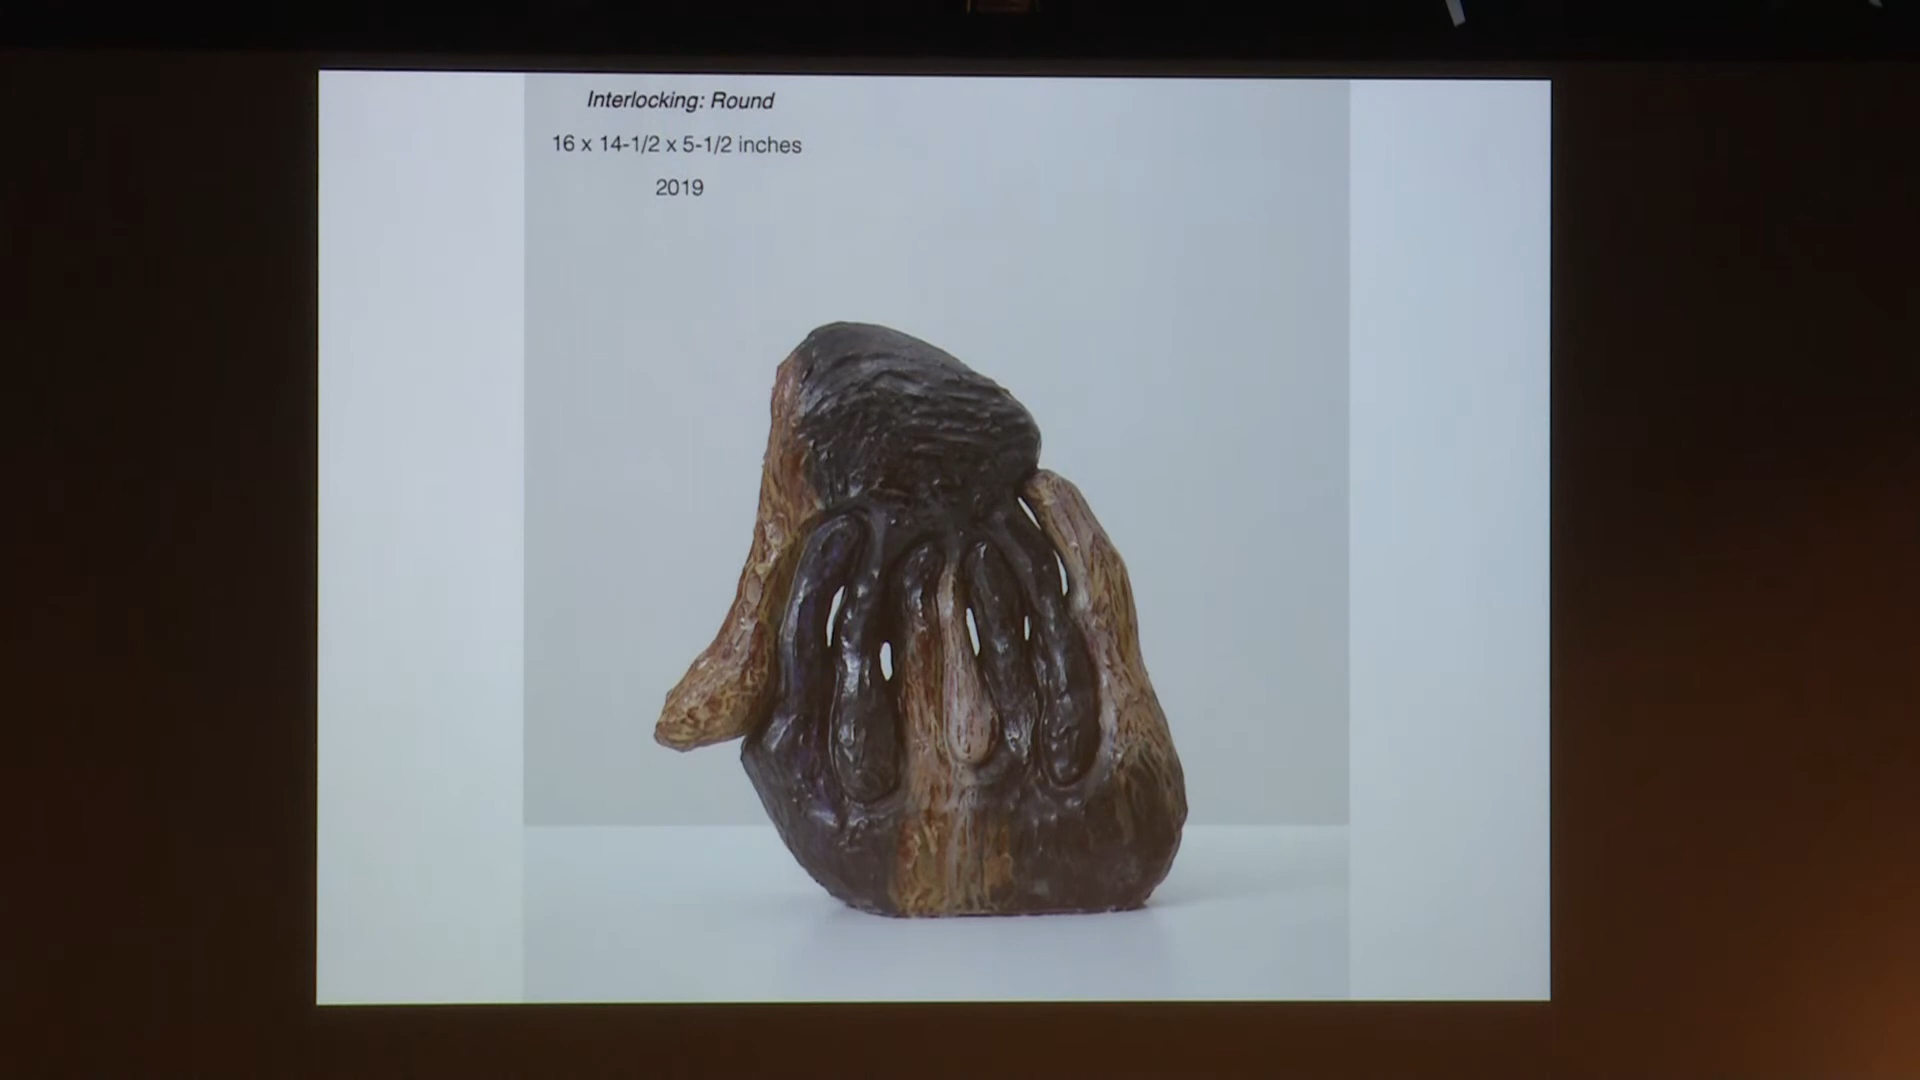 Interlocking: Round
16 x 14-1/2 x 5-1/2 inches
2019